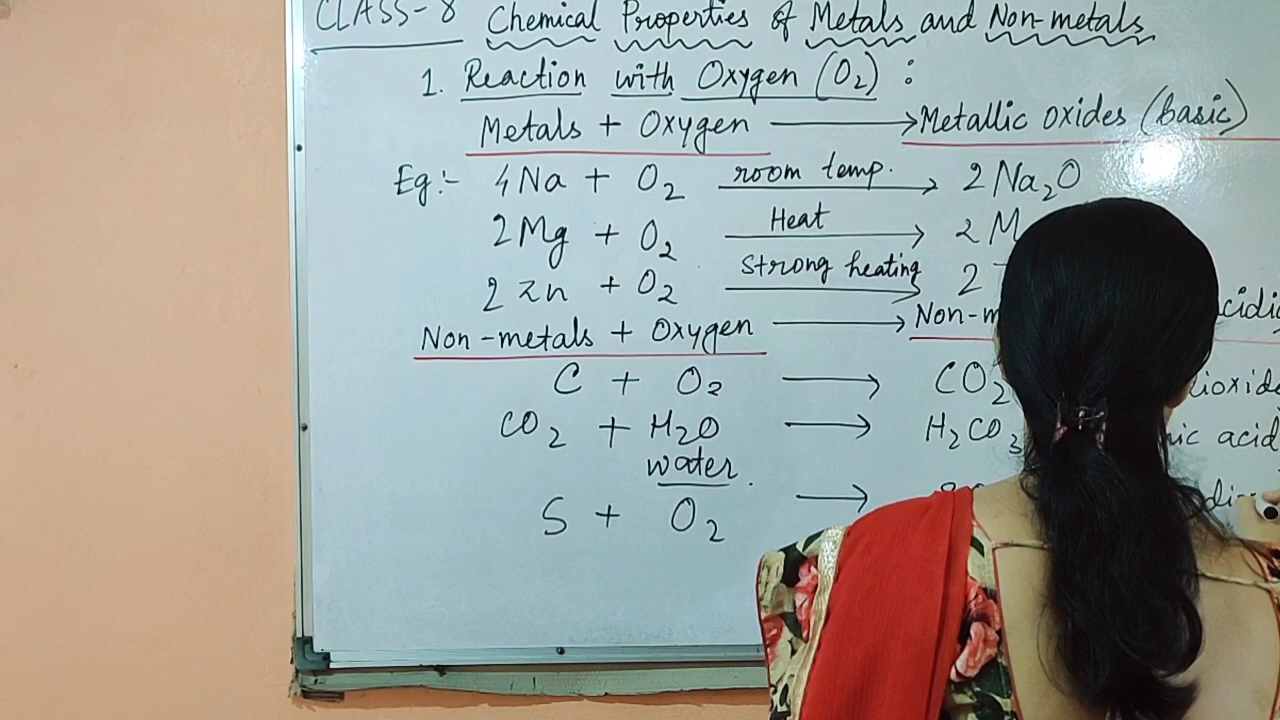 CLASS-8 Chemical Properties of Metals and Non-metals
1. Reaction with Oxygen (O₂) :
Metals + Oxygen ⟶ Metallic oxides (basic)
Eg:- 4Na + O₂ room temp. ⟶ 2Na₂O
2Mg + O₂ Heat ⟶ 2M
2zn + O₂ Strong heating ⟶ 2
Non-metals + Oxygen ⟶
C + O₂ ⟶ CO₂
CO₂ + H₂O ⟶ H₂CO₃ acid
water
S + O₂ ⟶